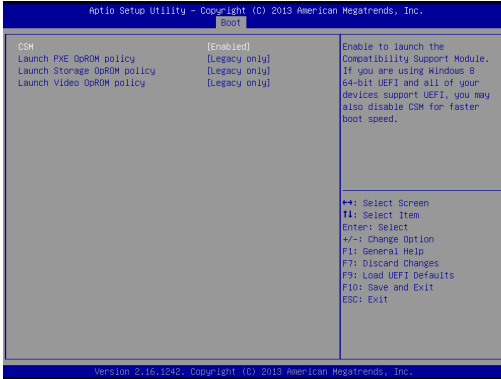 Aptio Setup Utility – Copyright (C) 2013 American Megatrends, Inc.
Boot
CSM [Enabled]
Launch PXE OpROM policy [Legacy only]
Launch Storage OpROM policy [Legacy only]
Launch Video OpROM policy [Legacy only]
Enable to launch the
Compatibility Support Module.
If you are using Windows 8
64-bit UEFI and all of your
devices support UEFI, you may
also disable CSM for faster
boot speed.
↔: Select Screen
↑↓: Select Item
Enter: Select
+/-: Change Option
F1: General Help
F7: Discard Changes
F9: Load UEFI Defaults
F10: Save and Exit
ESC: Exit
Version 2.16.1242. Copyright (C) 2013 American Megatrends, Inc.